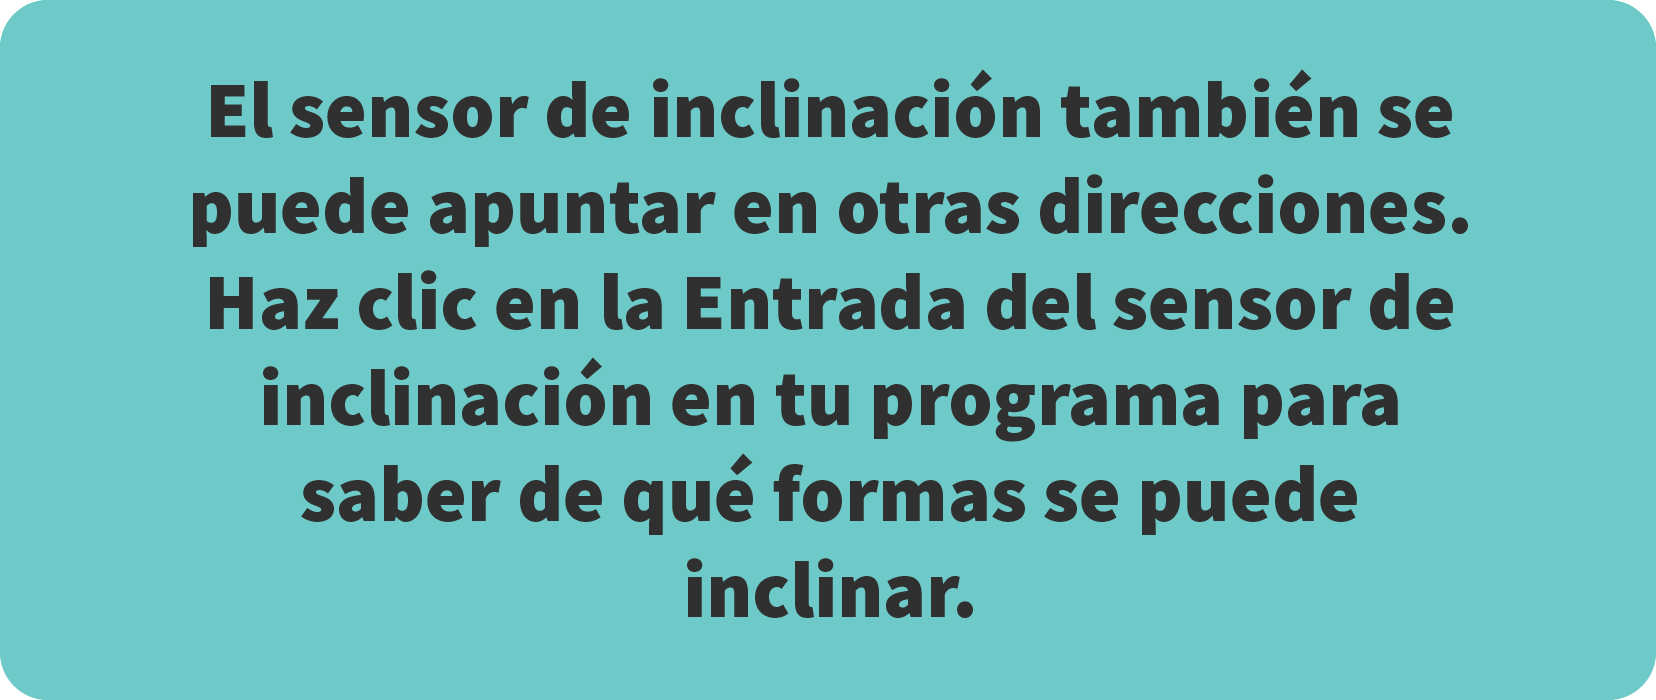 El sensor de inclinación también se
puede apuntar en otras direcciones.
Haz clic en la Entrada del sensor de
inclinación en tu programa para
saber de qué formas se puede
inclinar.